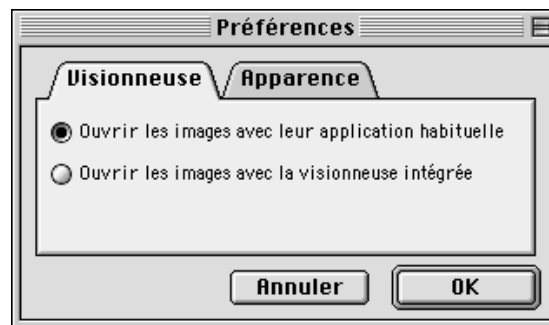 Préférences
Visionneuse
Apparence
Ouvrir les images avec leur application habituelle
Ouvrir les images avec la visionneuse intégrée
Annuler
OK